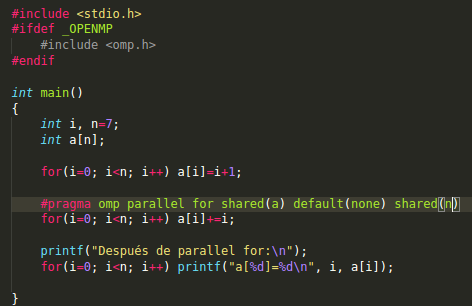 #include <stdio.h>
#ifdef _OPENMP
#include <omp.h>
#endif
int main()
{
int i, n=7;
int a[n];
for(i=0; i<n; i++) a[i]=i+1;
#pragma omp parallel for shared(a) default(none) shared(n)
for(i=0; i<n; i++) a[i]+=i;
printf("Después de parallel for:\n");
for(i=0; i<n; i++) printf("a[%d]=%d\n", i, a[i]);
}